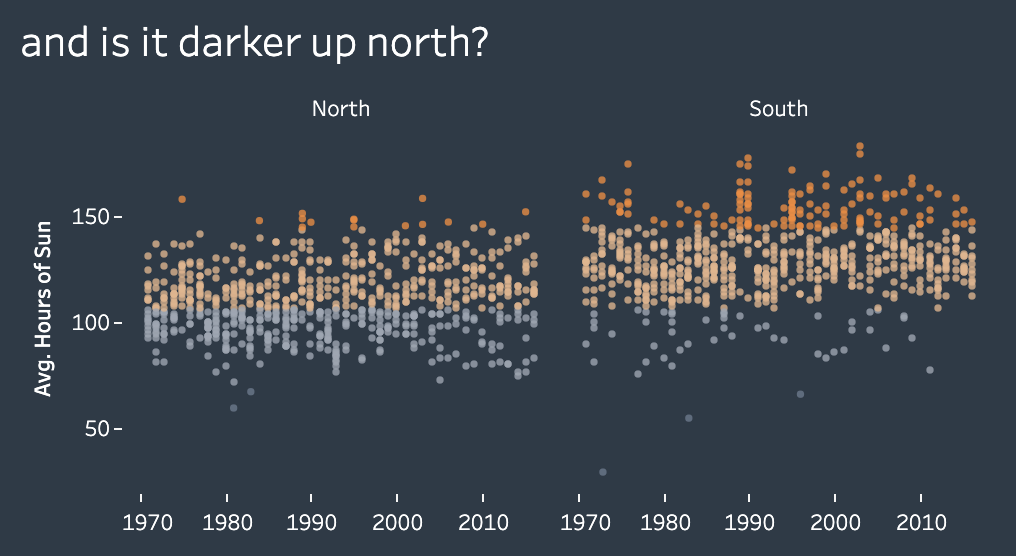 and is it darker up north?
North
South
Avg. Hours of Sun
150
100
50
1970 1980 1990 2000 2010
1970 1980 1990 2000 2010